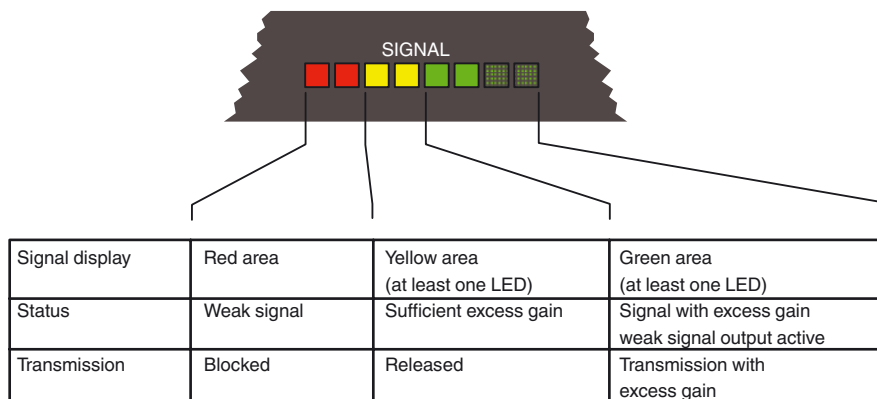 SIGNAL
Signal display Red area Yellow area Green area
(at least one LED) (at least one LED)
Status Weak signal Sufficient excess gain Signal with excess gain
weak signal output active
Transmission Blocked Released Transmission with
excess gain